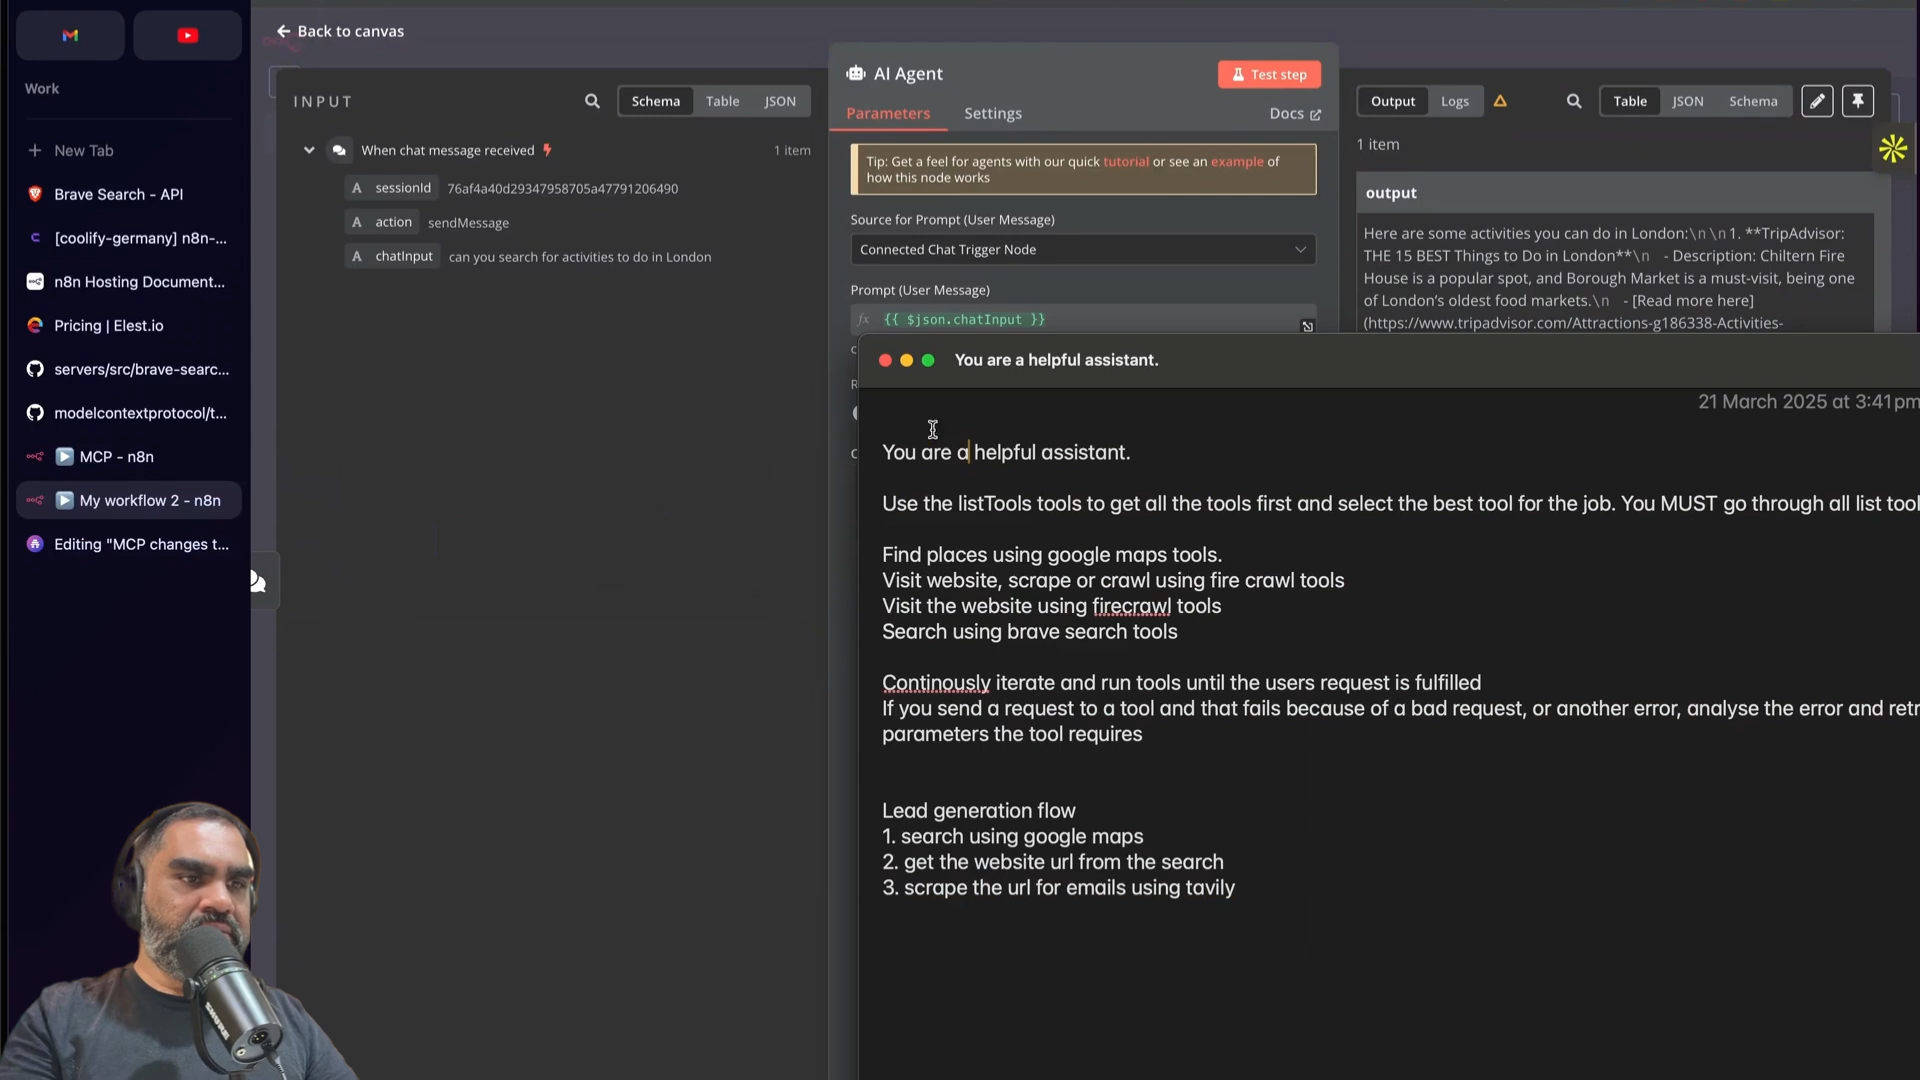 Work
New Tab
Brave Search - API
[coolify-germany] n8n-...
n8n Hosting Document...
Pricing | Elest.io
servers/src/brave-searc...
modelcontextprotocol/t...
MCP - n8n
My workflow 2 - n8n
Editing "MCP changes t...
Back to canvas
INPUT
Schema
Table
JSON
When chat message received
1 item
A sessionId 76af4a40d29347958705a47791206490
A action sendMessage
A chatInput can you search for activities to do in London
AI Agent
Test step
Parameters
Settings
Docs
Tip: Get a feel for agents with our quick tutorial or see an example of
how this node works
Source for Prompt (User Message)
Connected Chat Trigger Node
Prompt (User Message)
fx {{ $json.chatInput }}
Output
Logs
Table
JSON
Schema
1 item
output
Here are some activities you can do in London:\n\n1. **TripAdvisor:
THE 15 BEST Things to Do in London**\n - Description: Chiltern Fire
House is a popular spot, and Borough Market is a must-visit, being one
of London's oldest food markets.\n - [Read more here]
(https://www.tripadvisor.com/Attractions-g186338-Activities-
You are a helpful assistant.
21 March 2025 at 3:41pm
You are a helpful assistant.
Use the listTools tools to get all the tools first and select the best tool for the job. You MUST go through all list tool
Find places using google maps tools.
Visit website, scrape or crawl using fire crawl tools
Visit the website using firecrawl tools
Search using brave search tools
Continously iterate and run tools until the users request is fulfilled
If you send a request to a tool and that fails because of a bad request, or another error, analyse the error and retr
parameters the tool requires
Lead generation flow
1. search using google maps
2. get the website url from the search
3. scrape the url for emails using tavily